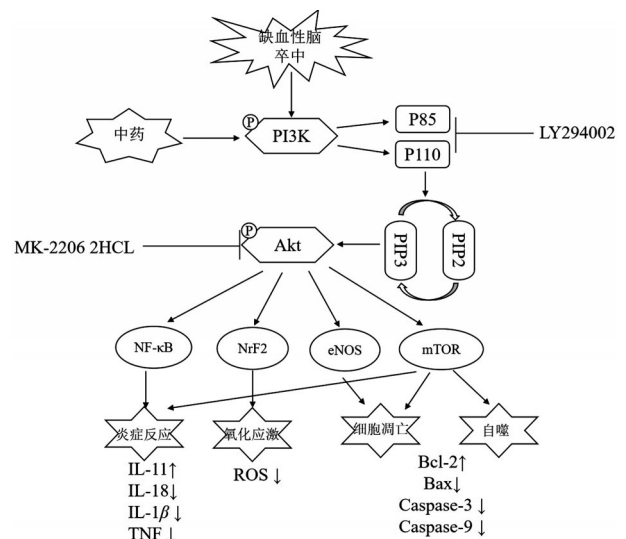 缺血性脑
卒中
中药
P
PI3K
P85
P110
LY294002
MK-2206 2HCL
P
Akt
PIP3
PIP2
NF-κB
NrF2
eNOS
mTOR
炎症反应
氧化应激
细胞凋亡
自噬
IL-11↑
IL-18↓
IL-1β ↓
TNF ↓
ROS ↓
Bcl-2↑
Bax↓
Caspase-3 ↓
Caspase-9 ↓